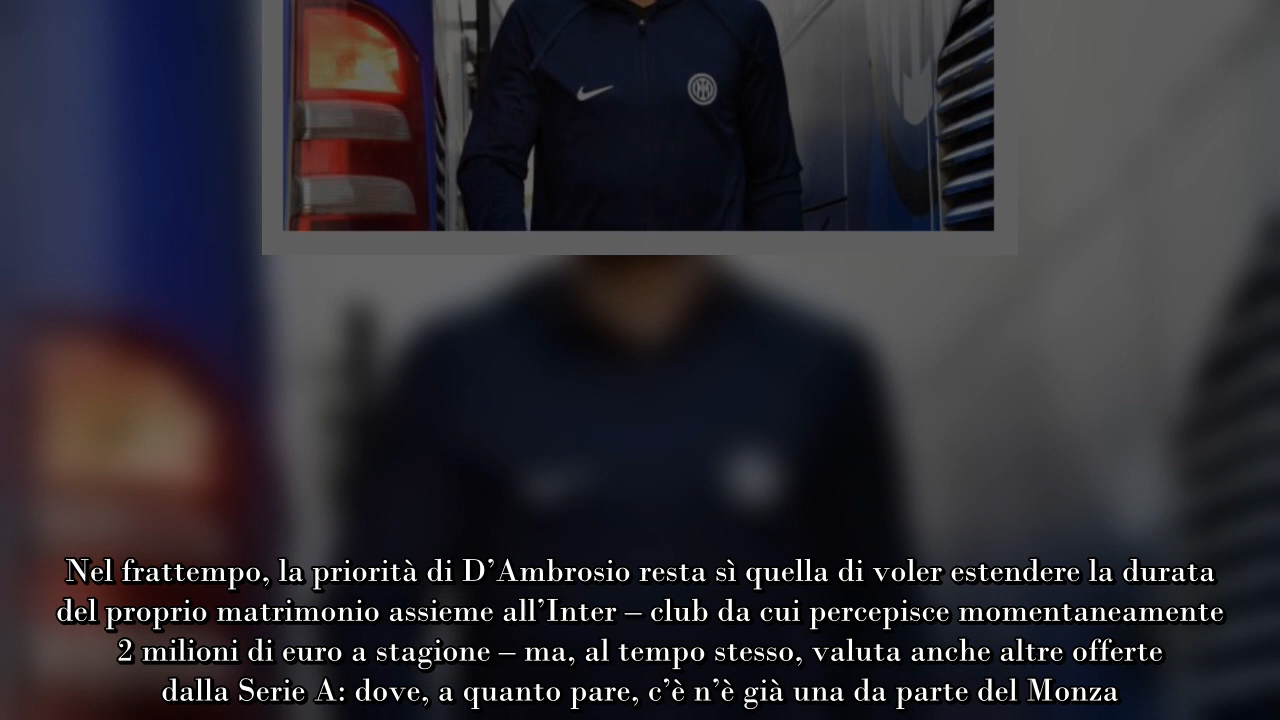 Nel frattempo, la priorità di D’Ambrosio resta sì quella di voler estendere la durata
del proprio matrimonio assieme all’Inter – club da cui percepisce momentaneamente
2 milioni di euro a stagione – ma, al tempo stesso, valuta anche altre offerte
dalla Serie A: dove, a quanto pare, c’è n’è già una da parte del Monza